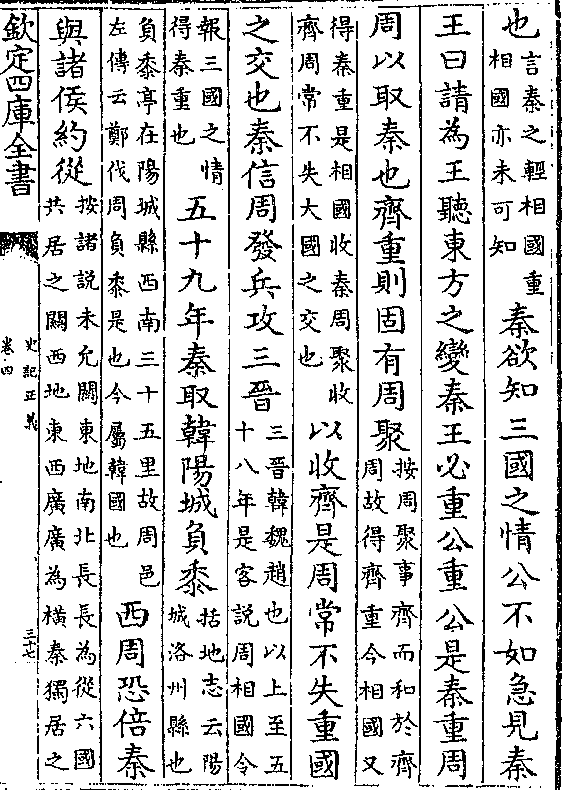 也
言秦之輕相國重
相國亦未可知
秦欲知三國之情公不如急見秦
王曰請為王聽東方之變秦王必重公重公是秦重周
周以取秦也齊重則固有周聚
按周聚事齊而和於齊
周故得齊重今相國又
得秦重是相國收秦周聚收
齊周常不失大國之交也
以收齊是周常不失重國
之交也秦信周發兵攻三晉
三晉韓魏趙也以上至五
十八年是客說周相國令
報三國之情
得秦重也
五十九年秦取韓陽城負黍
括地志云陽
城洛州縣也
負黍亭在陽城縣西南三十五里故周邑
左傳云鄭伐周負黍是也今屬韓國也
西周恐倍秦
與諸侯約從
按諸說未允關東地南北長長為從六國
共居之關西地東西廣廣為橫秦獨居之
欽定四庫全書
史記正義
卷四
三十七